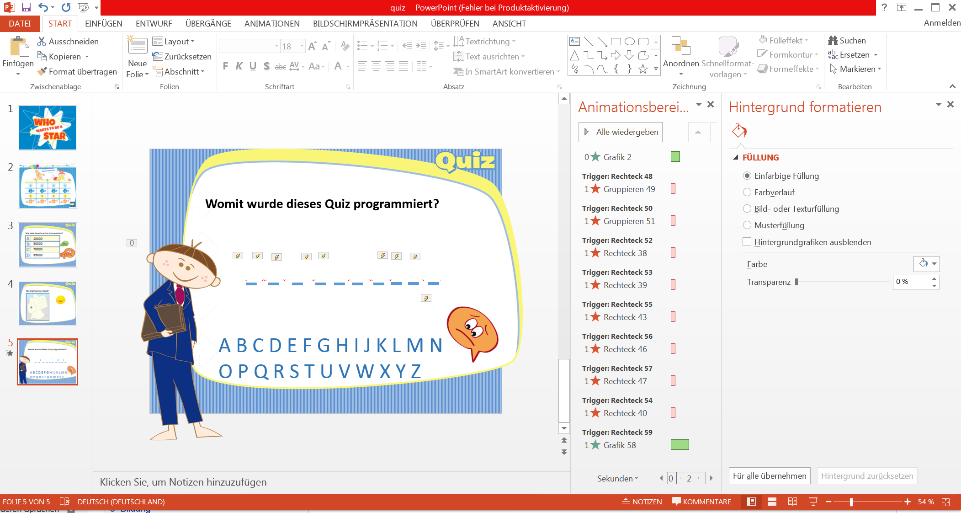 quiz PowerPoint (Fehler bei Produktaktivierung)
DATEI START EINFÜGEN ENTWURF ÜBERGÄNGE ANIMATIONEN BILDSCHIRMPRÄSENTATION ÜBERPRÜFEN ANSICHT Anmelden
Einfügen
Ausschneiden
Kopieren
Format übertragen
Zwischenablage
Neue
Folie
Layout
Zurücksetzen
Abschnitt
Folien
18
F K U S abc AV Aa A
Schriftart
Textrichtung
Text ausrichten
In SmartArt konvertieren
Absatz
Anordnen
Schnellformat-
vorlagen
Fülleffekt
Formkontur
Formeffekte
Zeichnung
Suchen
Ersetzen
Markieren
Bearbeiten
1
WHO
WANTS TO BE A
STAR
2
3
4
5
Quiz
Womit wurde dieses Quiz programmiert?
0
A B C D E F G H I J K L M N
O P Q R S T U V W X Y Z
Klicken Sie, um Notizen hinzuzufügen
Animationsberei...
Alle wiedergeben
0 Grafik 2
Trigger: Rechteck 48
1 Gruppieren 49
Trigger: Rechteck 50
1 Gruppieren 51
Trigger: Rechteck 52
1 Rechteck 38
Trigger: Rechteck 53
1 Rechteck 39
Trigger: Rechteck 55
1 Rechteck 43
Trigger: Rechteck 56
1 Rechteck 46
Trigger: Rechteck 57
1 Rechteck 47
Trigger: Rechteck 54
1 Rechteck 40
Trigger: Rechteck 59
1 Grafik 58
Sekunden 0 2
Hintergrund formatieren
FÜLLUNG
Einfarbige Füllung
Farbverlauf
Bild- oder Texturfüllung
Musterfüllung
Hintergrundgrafiken ausblenden
Farbe
Transparenz 0 %
Für alle übernehmen Hintergrund zurücksetzen
FOLIE 5 VON 5 DEUTSCH (DEUTSCHLAND) NOTIZEN KOMMENTARE 54 %